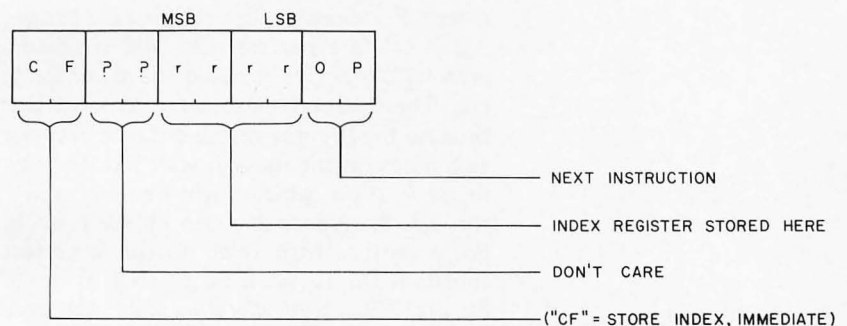 MSB LSB
C F ? ? r r r r O P
NEXT INSTRUCTION
INDEX REGISTER STORED HERE
DON'T CARE
("CF" = STORE INDEX, IMMEDIATE)